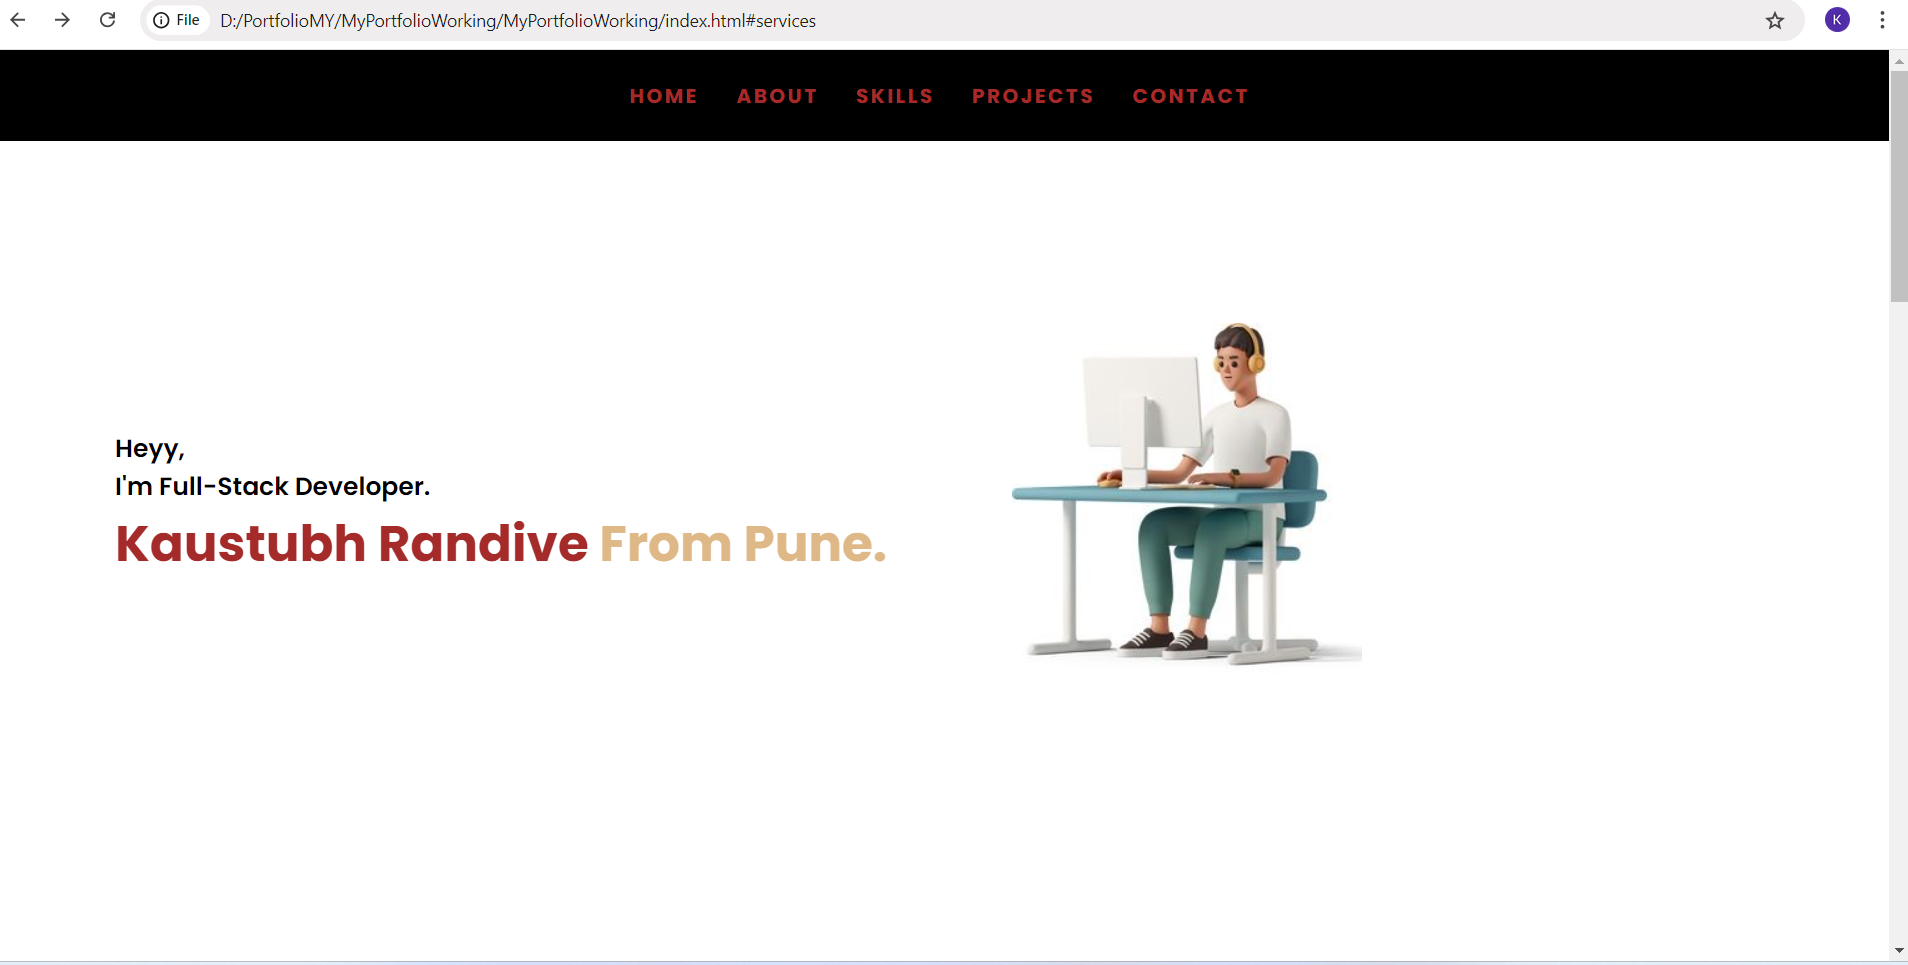 File D:/PortfolioMY/MyPortfolioWorking/MyPortfolioWorking/index.html#services K
HOME ABOUT SKILLS PROJECTS CONTACT
Heyy,
I'm Full-Stack Developer.
Kaustubh Randive From Pune.